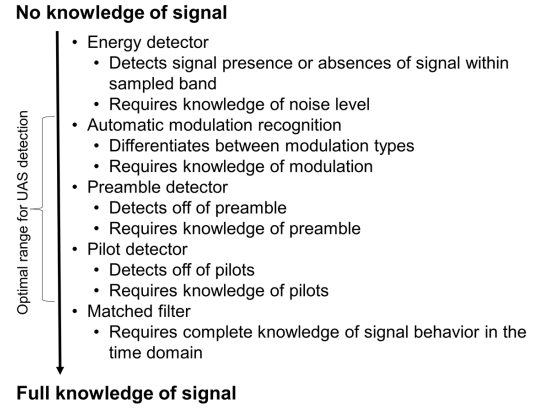 No knowledge of signal
• Energy detector
• Detects signal presence or absences of signal within
sampled band
• Requires knowledge of noise level
• Automatic modulation recognition
• Differentiates between modulation types
• Requires knowledge of modulation
• Preamble detector
• Detects off of preamble
• Requires knowledge of preamble
• Pilot detector
• Detects off of pilots
• Requires knowledge of pilots
• Matched filter
• Requires complete knowledge of signal behavior in the
time domain
Optimal range for UAS detection
Full knowledge of signal